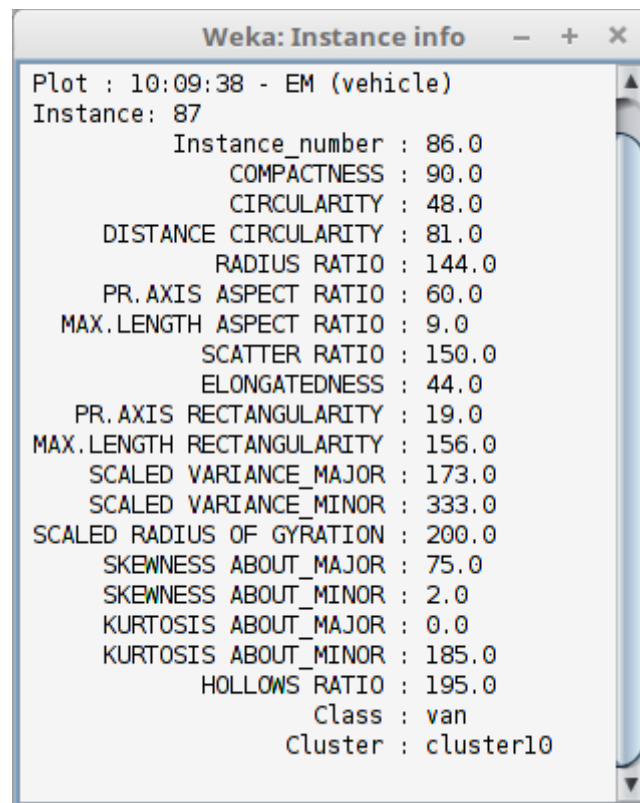 Weka: Instance info
Plot : 10:09:38 - EM (vehicle)
Instance: 87
Instance_number : 86.0
COMPACTNESS : 90.0
CIRCULARITY : 48.0
DISTANCE CIRCULARITY : 81.0
RADIUS RATIO : 144.0
PR.AXIS ASPECT RATIO : 60.0
MAX.LENGTH ASPECT RATIO : 9.0
SCATTER RATIO : 150.0
ELONGATEDNESS : 44.0
PR.AXIS RECTANGULARITY : 19.0
MAX.LENGTH RECTANGULARITY : 156.0
SCALED VARIANCE_MAJOR : 173.0
SCALED VARIANCE_MINOR : 333.0
SCALED RADIUS OF GYRATION : 200.0
SKEWNESS ABOUT_MAJOR : 75.0
SKEWNESS ABOUT_MINOR : 2.0
KURTOSIS ABOUT_MAJOR : 0.0
KURTOSIS ABOUT_MINOR : 185.0
HOLLOWS RATIO : 195.0
Class : van
Cluster : cluster10